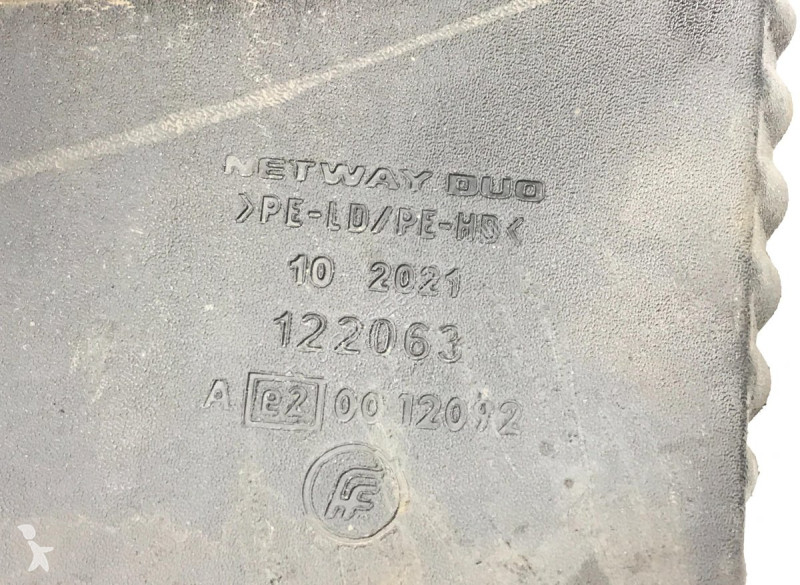 NETWAY DUO
>PE-LD/PE-HD<
10 2021
122063
A e2 00 12092